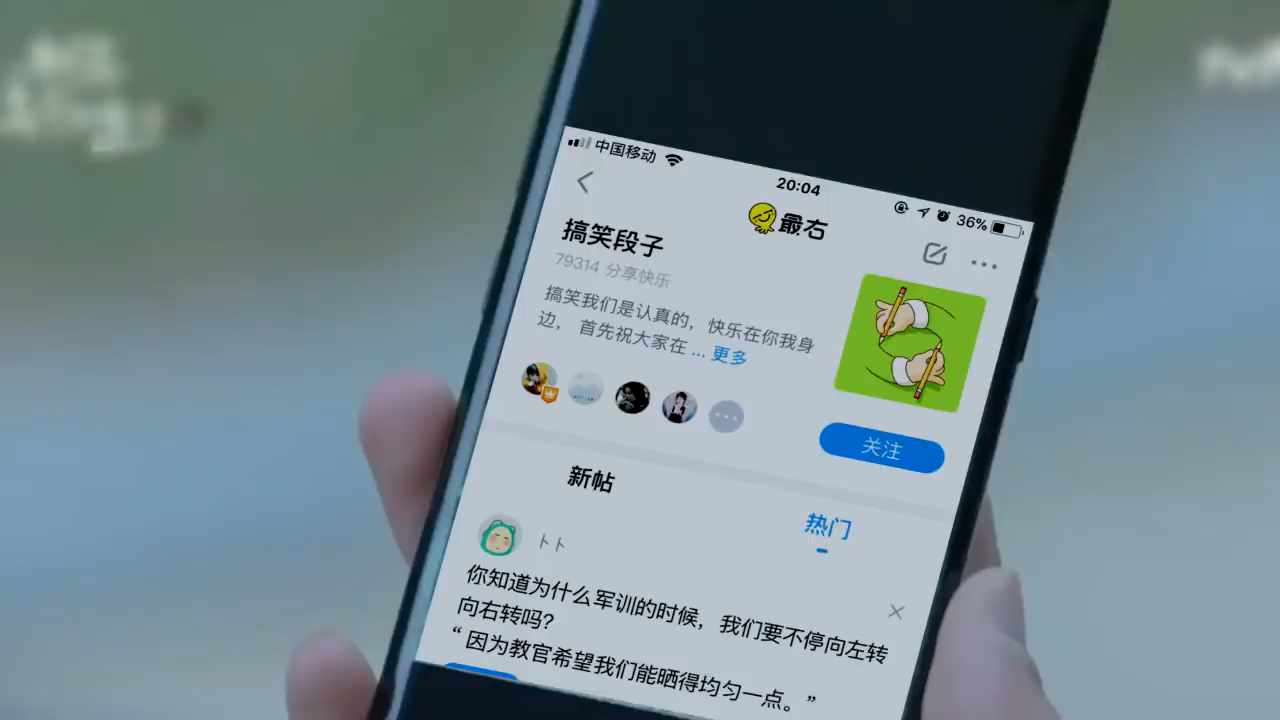 中国移动
20:04
36%
最右
搞笑段子
79314 分享快乐
搞笑我们是认真的，快乐在你我身
边， 首先祝大家在 ... 更多
关注
新帖
热门
卜卜
你知道为什么军训的时候，我们要不停向左转
向右转吗？
“因为教官希望我们能晒得均匀一点。”